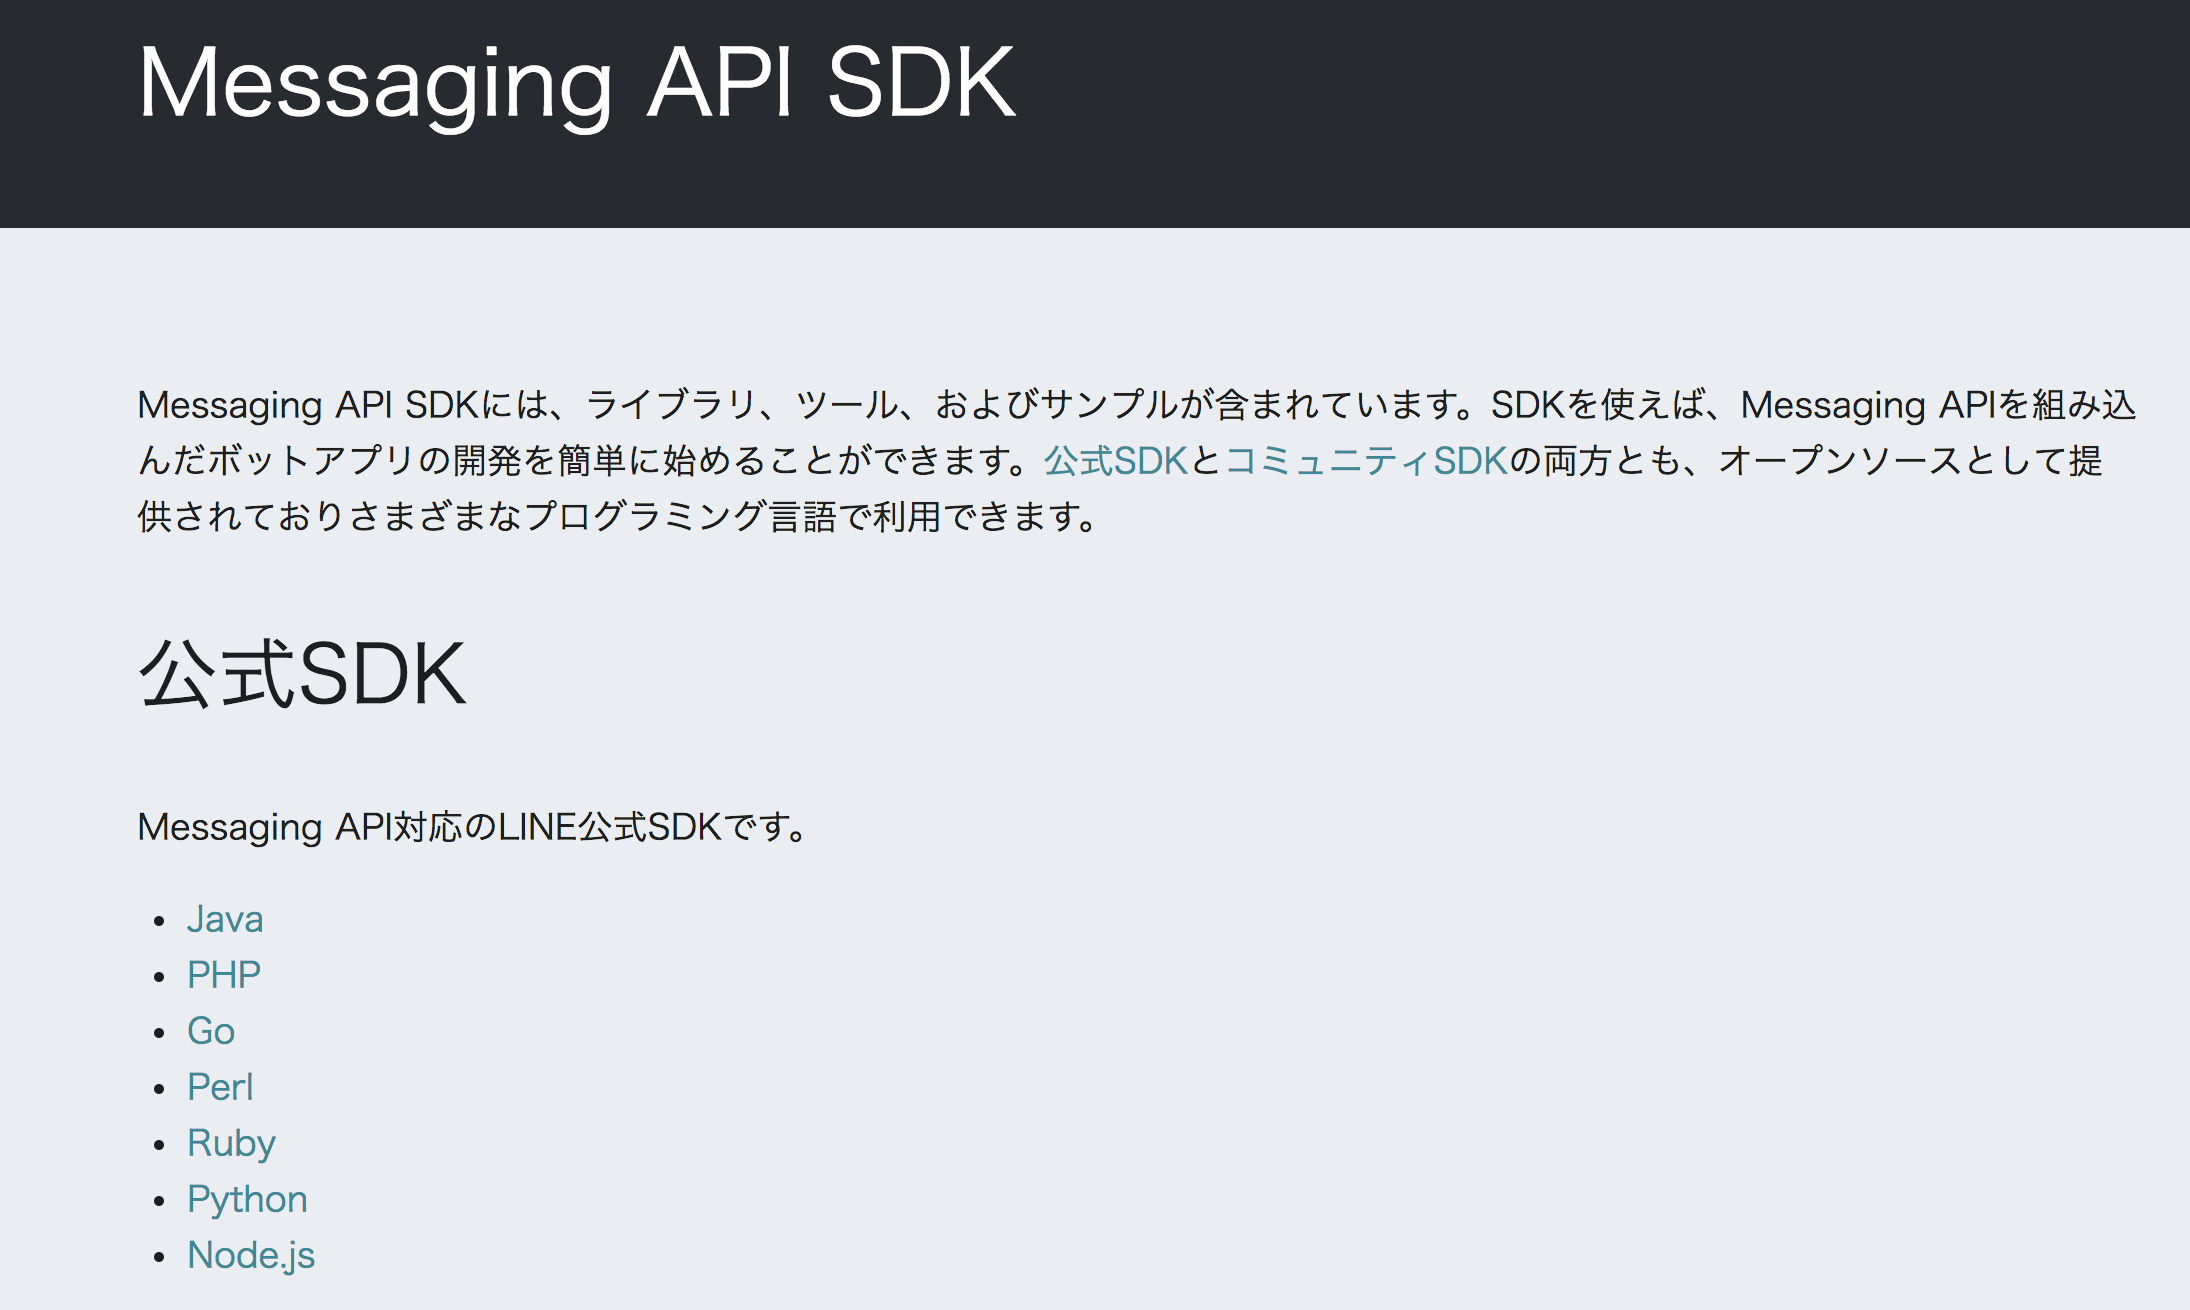 Messaging API SDK
Messaging API SDKには、ライブラリ、ツール、およびサンプルが含まれています。SDKを使えば、Messaging APIを組み込
んだボットアプリの開発を簡単に始めることができます。公式SDKとコミュニティSDKの両方とも、オープンソースとして提
供されておりさまざまなプログラミング言語で利用できます。
公式SDK
Messaging API対応のLINE公式SDKです。
• Java
• PHP
• Go
• Perl
• Ruby
• Python
• Node.js